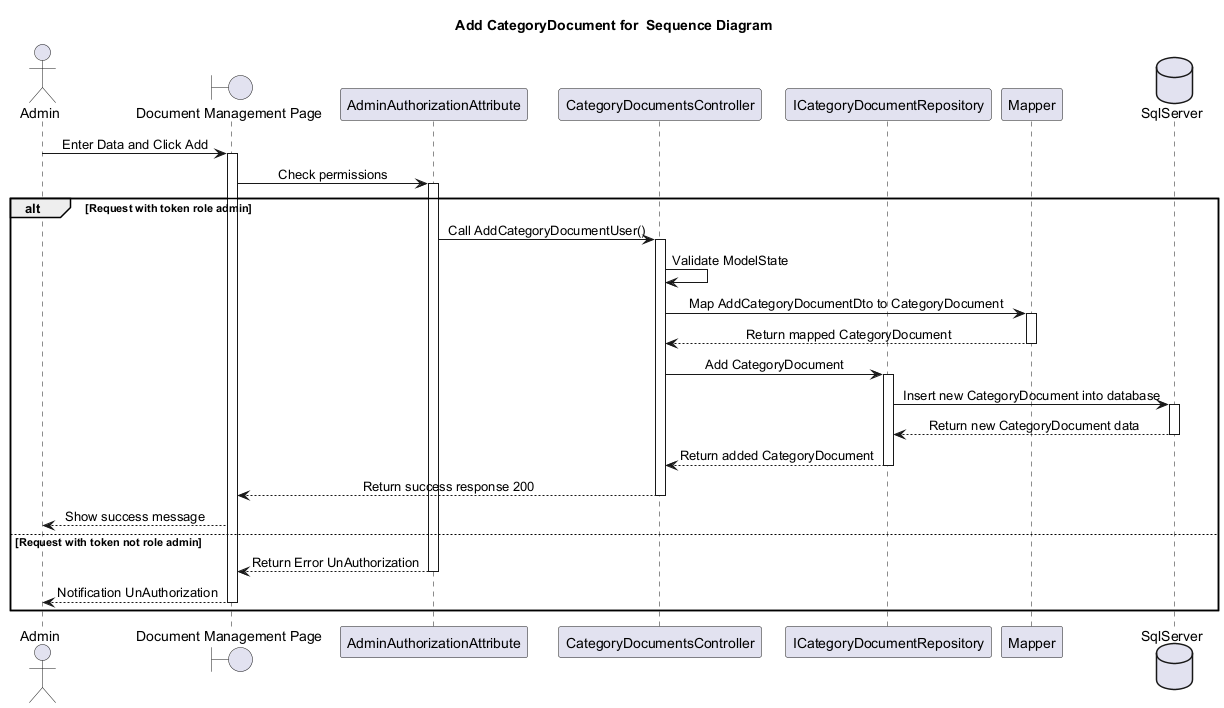 Add CategoryDocument for  Sequence Diagram
Admin
Document Management Page
AdminAuthorizationAttribute
CategoryDocumentsController
ICategoryDocumentRepository
Mapper
SqlServer
Enter Data and Click Add
Check permissions
alt
[Request with token role admin]
Call AddCategoryDocumentUser()
Validate ModelState
Map AddCategoryDocumentDto to CategoryDocument
Return mapped CategoryDocument
Add CategoryDocument
Insert new CategoryDocument into database
Return new CategoryDocument data
Return added CategoryDocument
Return success response 200
Show success message
[Request with token not role admin]
Return Error UnAuthorization
Notification UnAuthorization
Admin
Document Management Page
AdminAuthorizationAttribute
CategoryDocumentsController
ICategoryDocumentRepository
Mapper
SqlServer